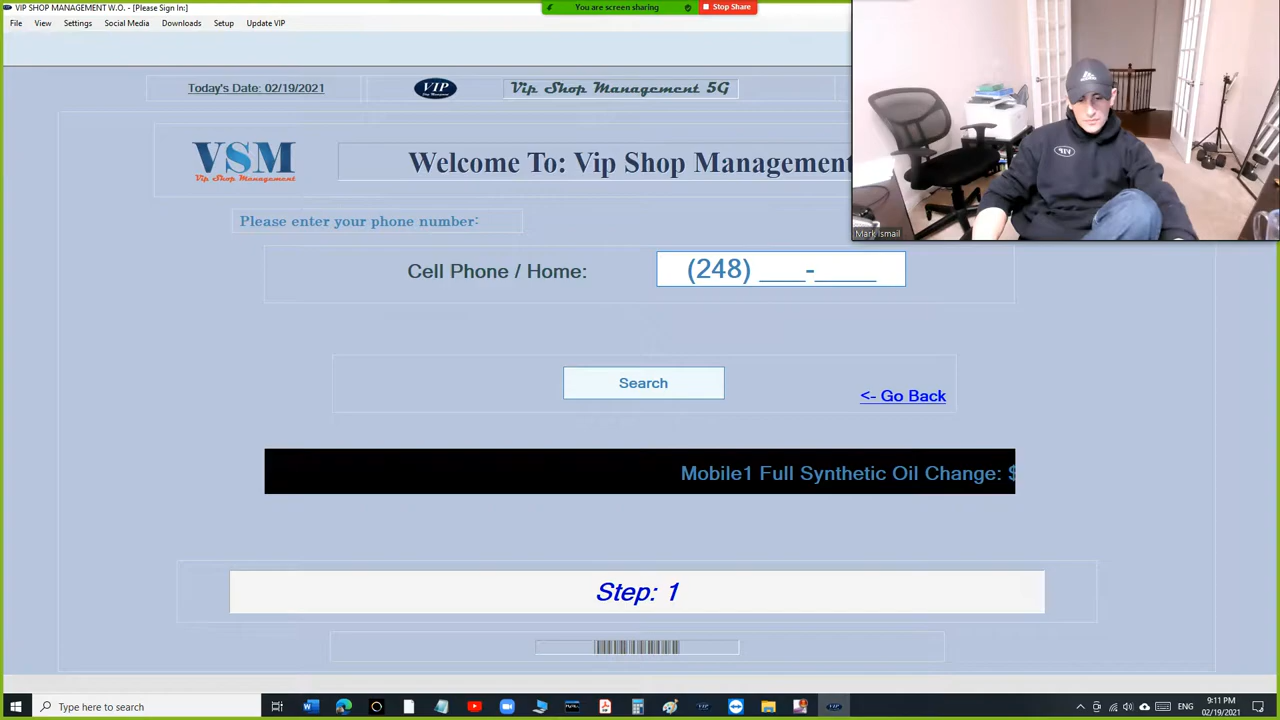 VIP SHOP MANAGEMENT W.O. - [Please Sign In:]
You are screen sharing
Stop Share
File View Settings Social Media Downloads Setup Update VIP
Today's Date: 02/19/2021
VIP
Vip Shop Management 5G
VSM
Vip Shop Management
Welcome To: Vip Shop Management
Please enter your phone number:
Mark Ismail
Cell Phone / Home:
(248) ___-____
Search
<- Go Back
Mobile1 Full Synthetic Oil Change: $
Step: 1
Type here to search
ENG
9:11 PM
02/19/2021